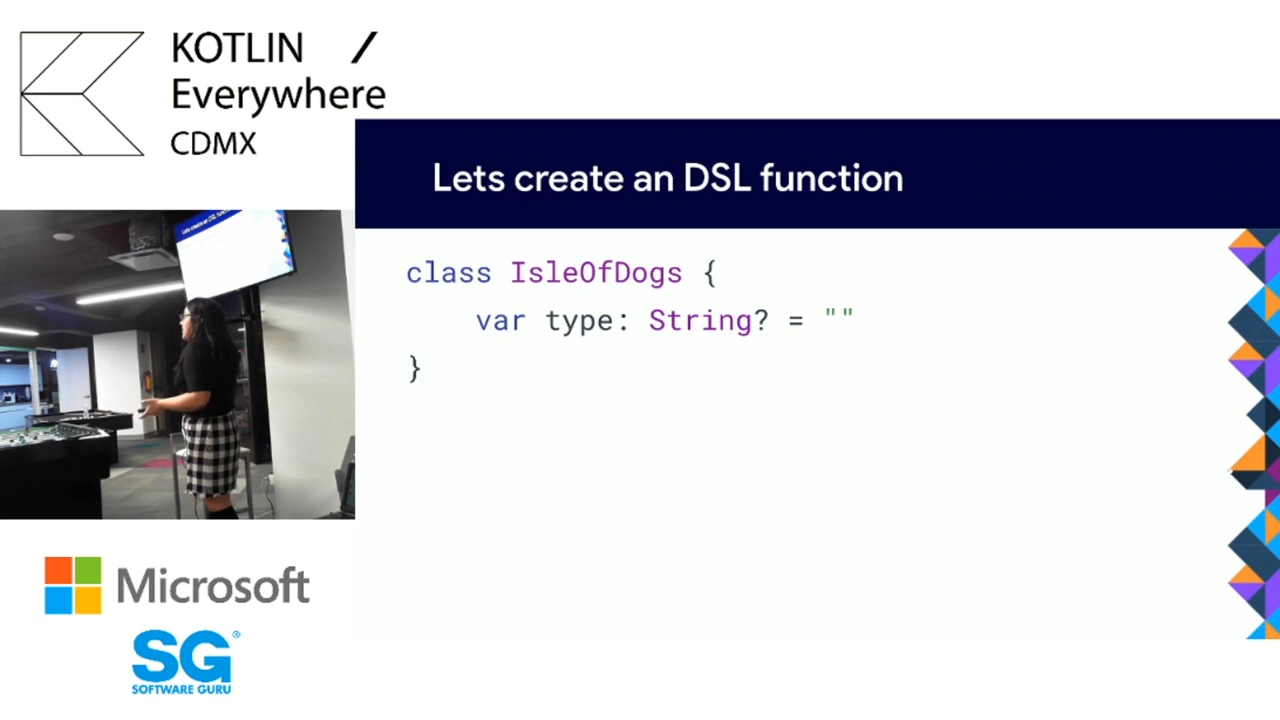 KOTLIN /
Everywhere
CDMX
Lets create an DSL function
class IsleOfDogs {
var type: String? = ""
}
Microsoft
SG®
SOFTWARE GURU